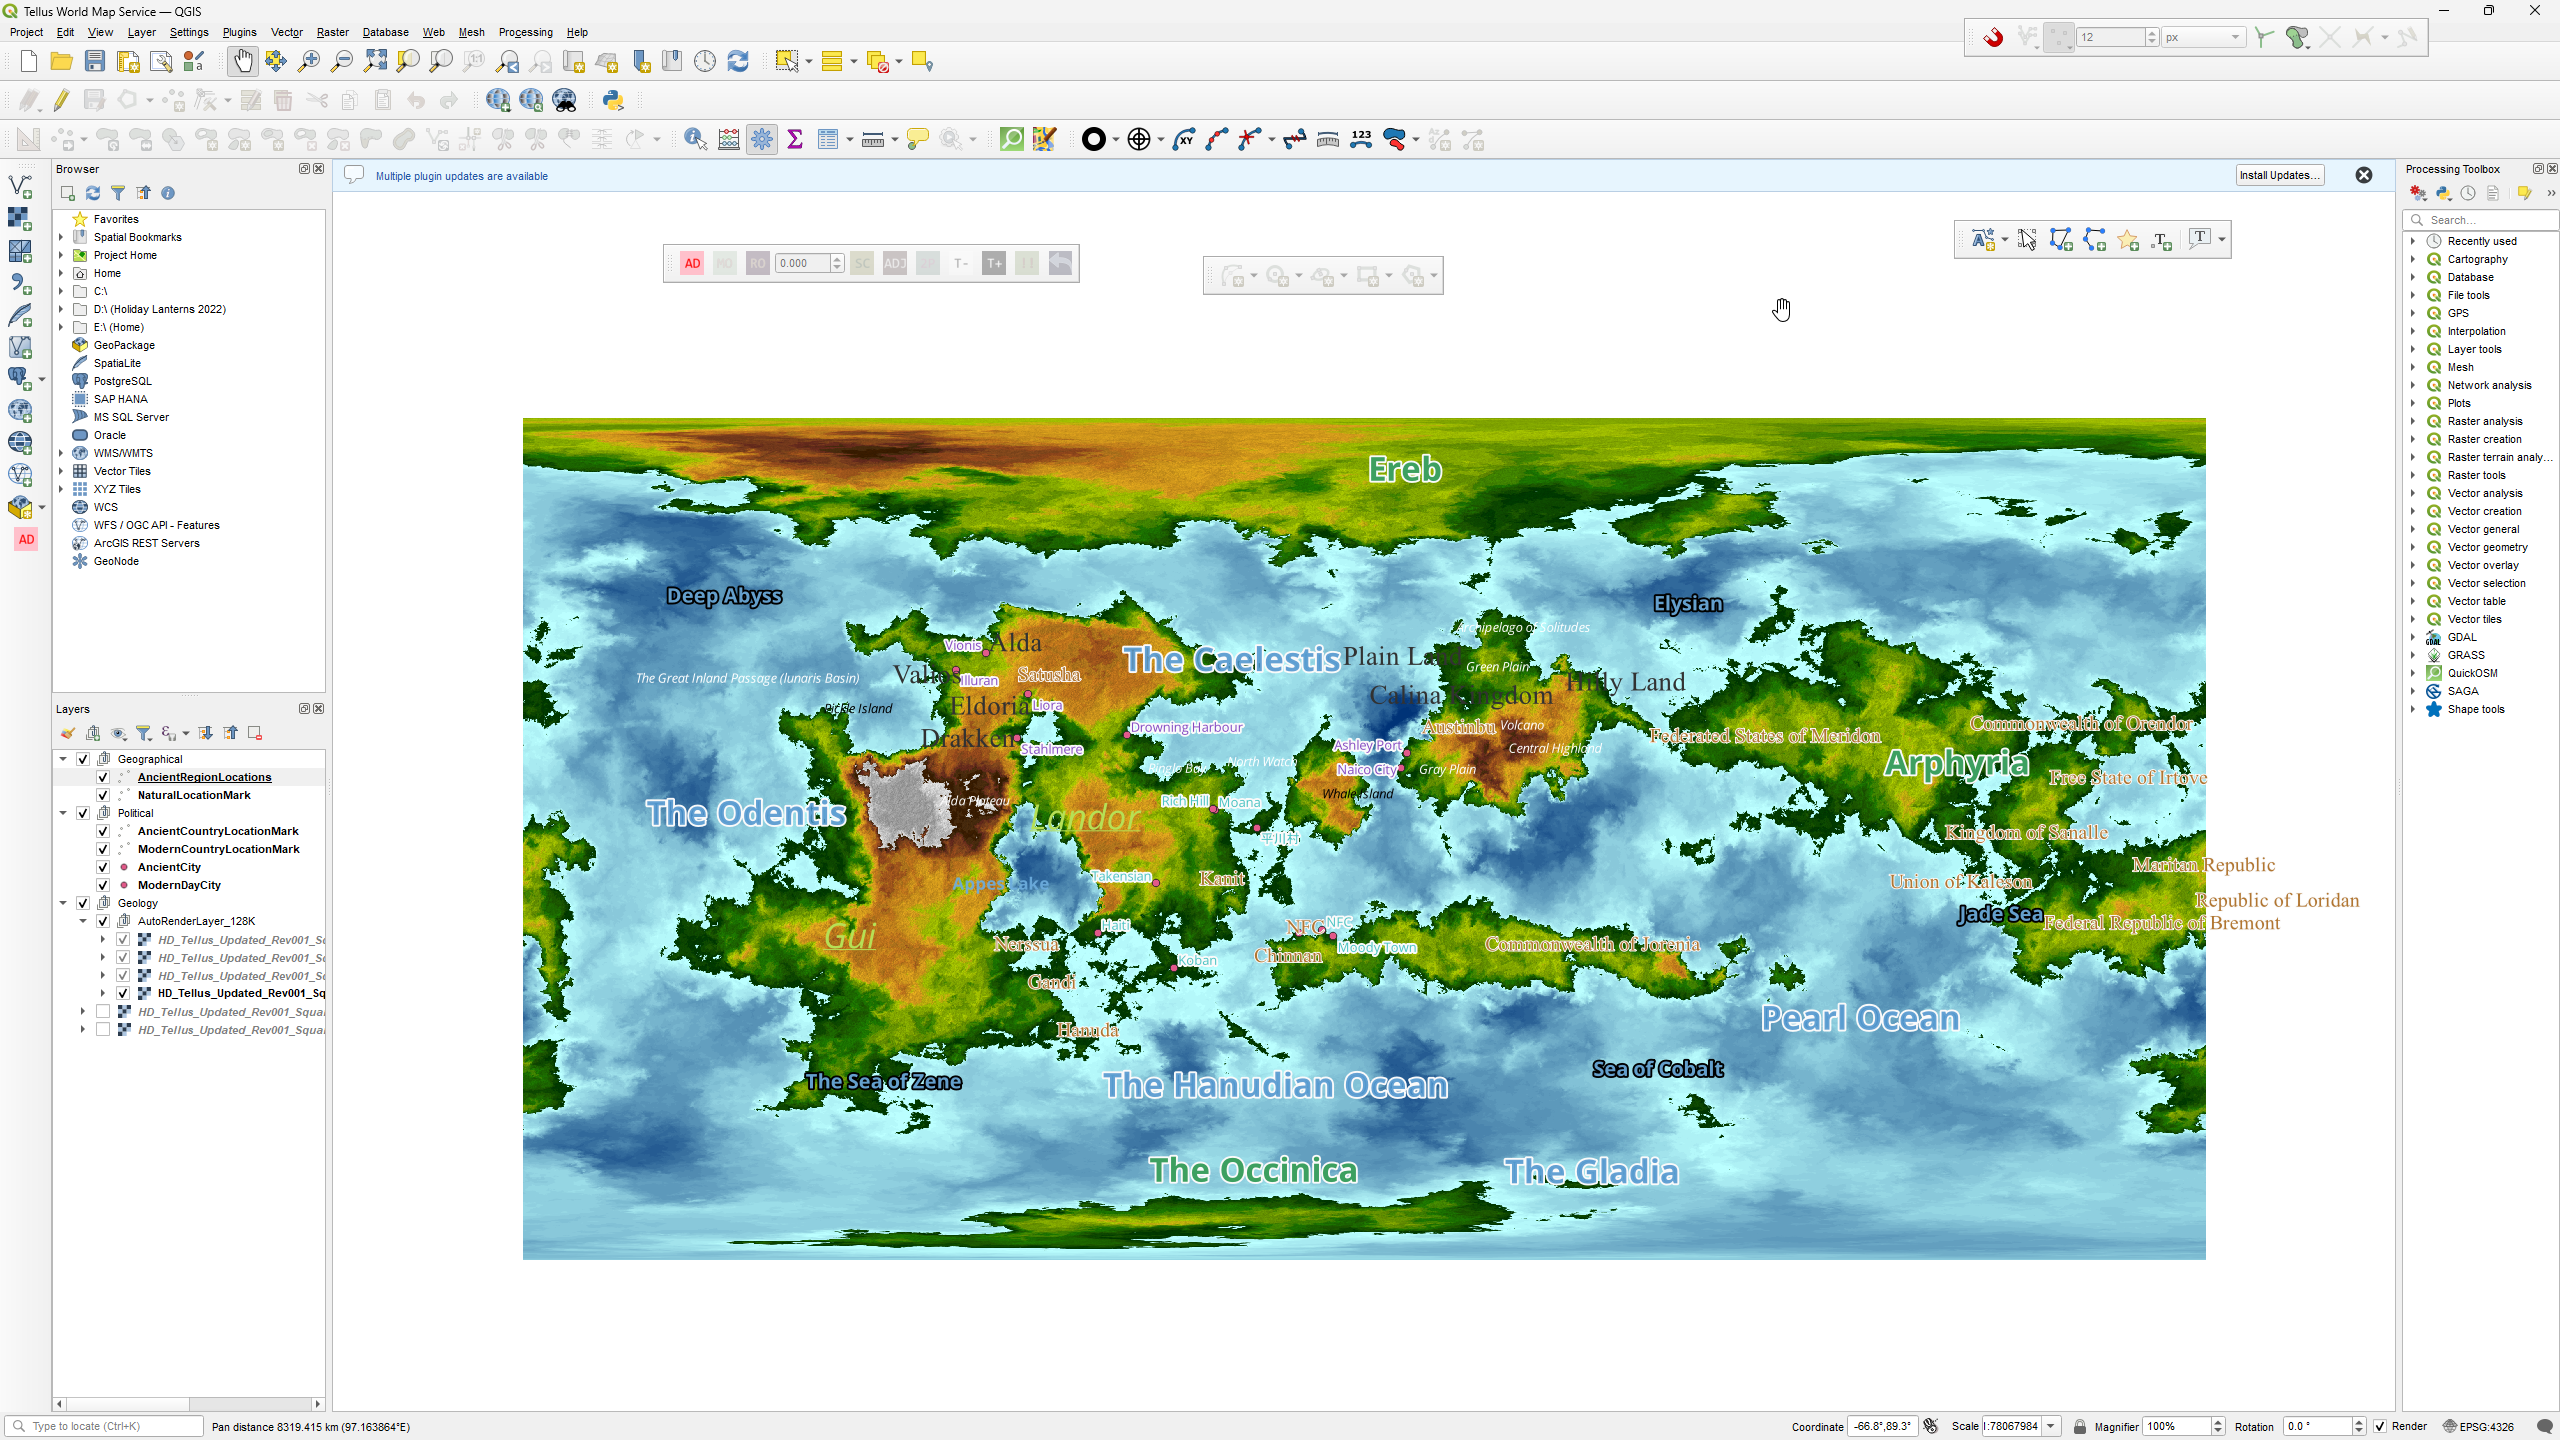 Tellus World Map Service — QGIS
Project Edit View Layer Settings Plugins Vector Raster Database Web Mesh Processing Help
12 px
123
Browser
Multiple plugin updates are available
Install Updates...
Processing Toolbox
Favorites
Spatial Bookmarks
Project Home
Home
C:\
D:\ (Holiday Lanterns 2022)
E:\ (Home)
GeoPackage
SpatiaLite
PostgreSQL
SAP HANA
MS SQL Server
Oracle
WMS/WMTS
Vector Tiles
XYZ Tiles
WCS
WFS / OGC API - Features
ArcGIS REST Servers
GeoNode
AD
AD MO RO 0.000 SC ADJ T- T+
Layers
Geographical
AncientRegionLocations
NaturalLocationMark
Political
AncientCountryLocationMark
ModernCountryLocationMark
AncientCity
ModernDayCity
Geology
AutoRenderLayer_128K
HD_Tellus_Updated_Rev001_Sq
HD_Tellus_Updated_Rev001_Sq
HD_Tellus_Updated_Rev001_Sq
HD_Tellus_Updated_Rev001_Sq
HD_Tellus_Updated_Rev001_Squa
HD_Tellus_Updated_Rev001_Squa
Ereb
Deep Abyss
Elysian
Archipelago of Solitudes
Vionis
Alda
The Caelestis
Plain Land
Green Plain
Valios
Illuran
Satusha
The Great Inland Passage (Iunaris Basin)
Calina Kingdom
Hilly Land
Pickle Island
Eldoria
Liora
Drowning Harbour
Austinbu
Volcano
Commonwealth of Orendor
Drakken
Stahlmere
Ashley Port
Central Highland
Federated States of Meridon
North Watch
Naico City
Gray Plain
Arphyria
Free State of Irtove
Whale Island
Rich Hill
Moana
The Odentis
Landor
平川村
Kingdom of Sanalle
Maritan Republic
Appes Lake
Takensian
Kanit
Union of Kaleson
Republic of Loridan
Jade Sea
Federal Republic of Bremont
Haiti
NFC
NFC
Gui
Nerssua
Moody Town
Commonwealth of Jorenia
Chinnan
Koban
Gandi
Pearl Ocean
Hanuda
The Sea of Zene
The Hanudian Ocean
Sea of Cobalt
The Occinica
The Gladia
Search...
Recently used
Cartography
Database
File tools
GPS
Interpolation
Layer tools
Mesh
Network analysis
Plots
Raster analysis
Raster creation
Raster terrain analy...
Raster tools
Vector analysis
Vector creation
Vector general
Vector geometry
Vector overlay
Vector selection
Vector table
Vector tiles
GDAL
GRASS
QuickOSM
SAGA
Shape tools
Type to locate (Ctrl+K)
Pan distance 8319.415 km (97.163864°E)
Coordinate -66.8°,89.3° Scale 1:78067984 Magnifier 100% Rotation 0.0 ° Render EPSG:4326